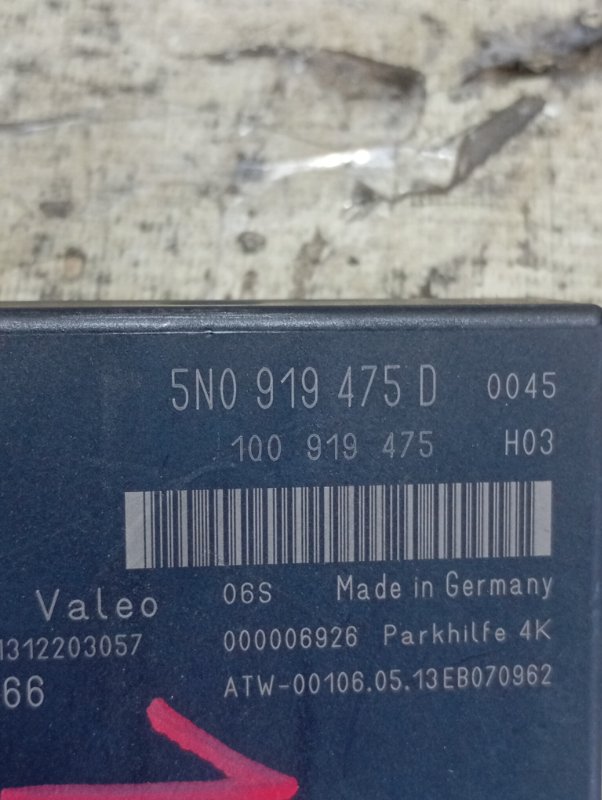 5N0 919 475 D 0045
1Q0 919 475 H03
Valeo 06S Made in Germany
1312203057 000006926 Parkhilfe 4K
66 ATW-00106.05.13EB070962